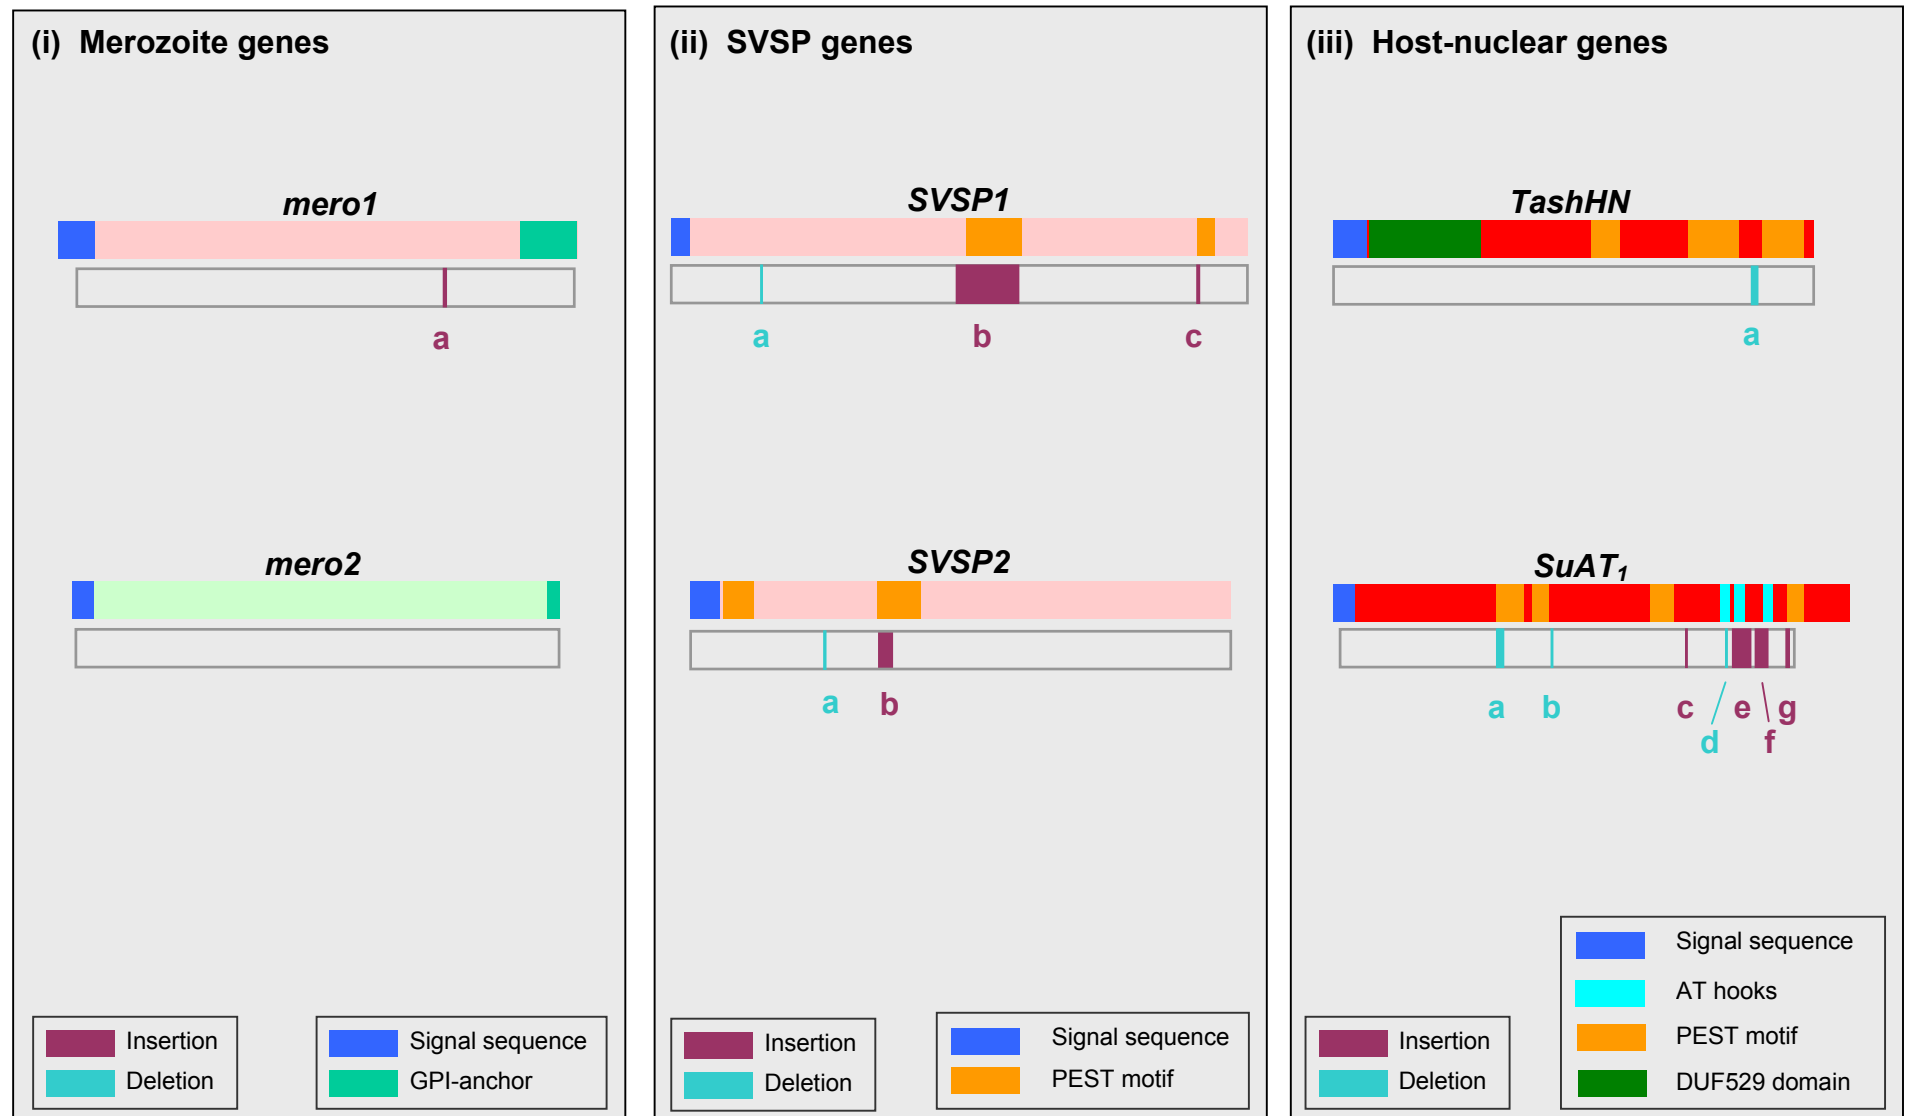 (i) Merozoite genes
mero1
a
mero2
Insertion
Deletion
Signal sequence
GPI-anchor
(ii) SVSP genes
SVSP1
a b c
SVSP2
a b
Insertion
Deletion
Signal sequence
PEST motif
(iii) Host-nuclear genes
TashHN
a
SuAT1
a b c e g
d f
Insertion
Deletion
Signal sequence
AT hooks
PEST motif
DUF529 domain